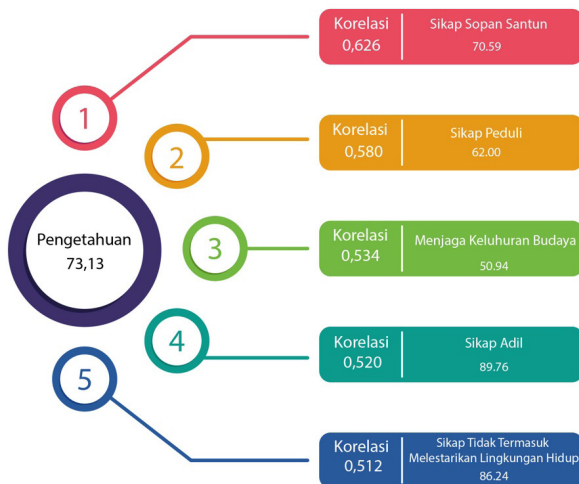 Pengetahuan
73,13
1
Korelasi
0,626
Sikap Sopan Santun
70.59
2
Korelasi
0,580
Sikap Peduli
62.00
3
Korelasi
0,534
Menjaga Keluhuran Budaya
50.94
4
Korelasi
0,520
Sikap Adil
89.76
5
Korelasi
0,512
Sikap Tidak Termasuk
Melestarikan Lingkungan Hidup
86.24